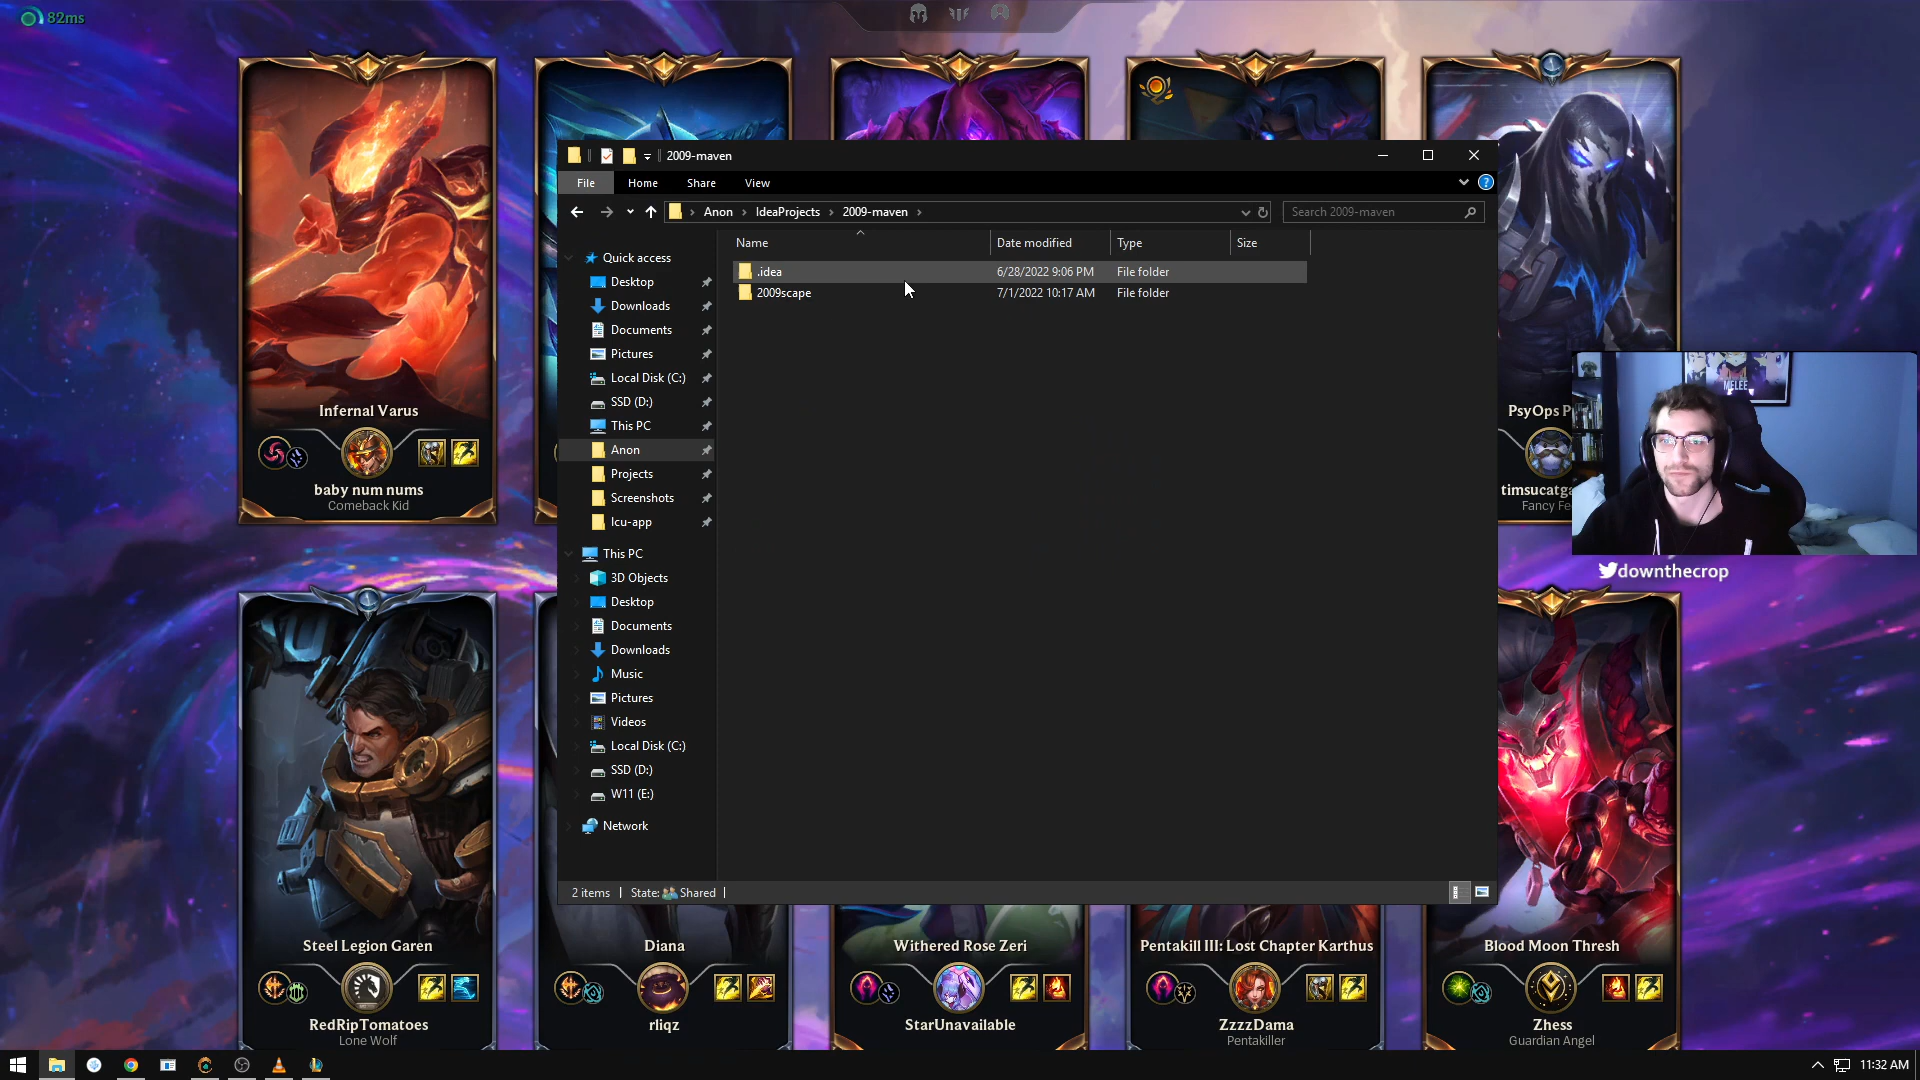 82ms
2009-maven
File
Home
Share
View
Anon
IdeaProjects
2009-maven
Search 2009-maven
Name
Date modified
Type
Size
.idea
6/28/2022 9:06 PM
File folder
2009scape
7/1/2022 10:17 AM
File folder
Quick access
Desktop
Downloads
Documents
Pictures
Local Disk (C:)
SSD (D:)
This PC
Anon
Projects
Screenshots
lcu-app
This PC
3D Objects
Desktop
Documents
Downloads
Music
Pictures
Videos
Local Disk (C:)
SSD (D:)
W11 (E:)
Network
2 items
State: Shared
Infernal Varus
baby num nums
Comeback Kid
PsyOps
MELEE
downthecrop
Steel Legion Garen
RedRipTomatoes
Lone Wolf
Diana
rliqz
Withered Rose Zeri
StarUnavailable
Pentakill III: Lost Chapter Karthus
ZzzzDama
Pentakiller
Blood Moon Thresh
Zhess
Guardian Angel
11:32 AM